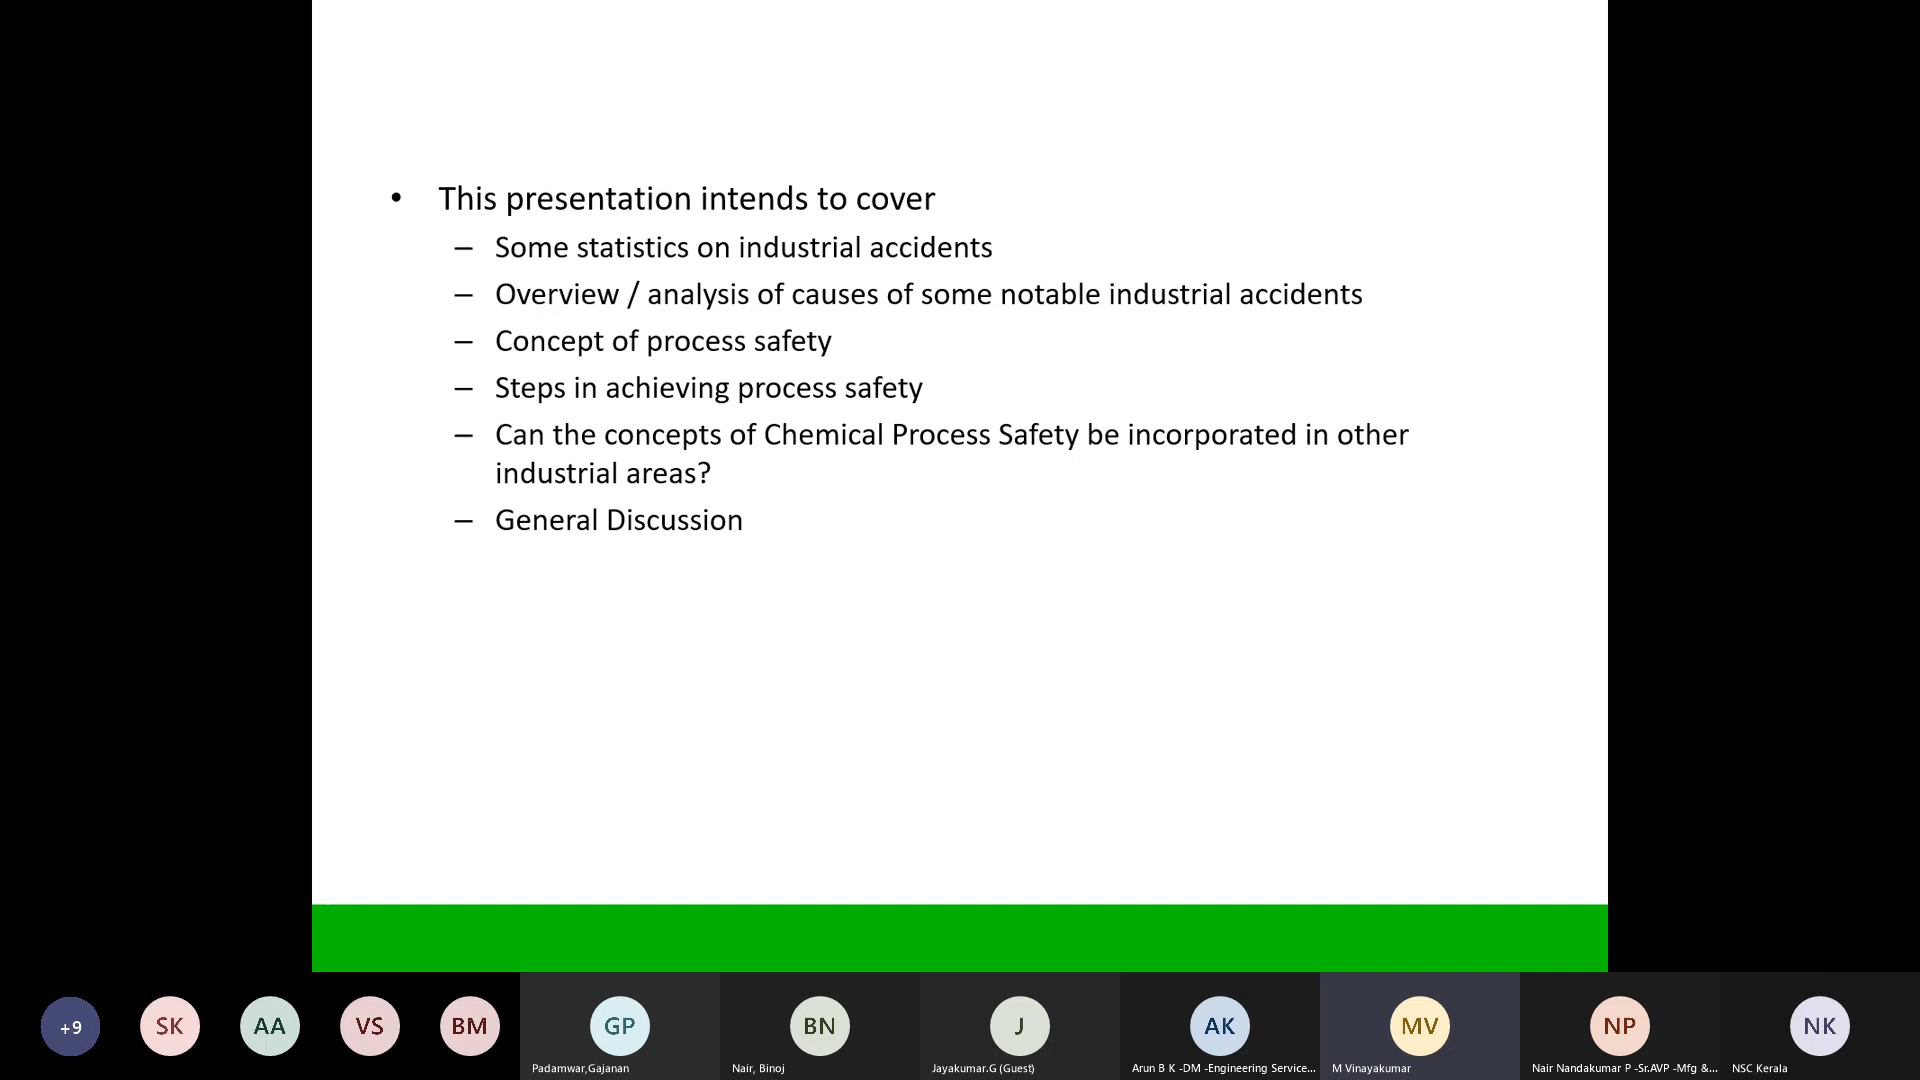 • This presentation intends to cover
– Some statistics on industrial accidents
– Overview / analysis of causes of some notable industrial accidents
– Concept of process safety
– Steps in achieving process safety
– Can the concepts of Chemical Process Safety be incorporated in other
industrial areas?
– General Discussion
+9
SK
AA
VS
BM
GP
BN
J
AK
MV
NP
NK
Padamwar,Gajanan
Nair, Binoj
Jayakumar.G (Guest)
Arun B K -DM -Engineering Service...
M Vinayakumar
Nair Nandakumar P -Sr.AVP -Mfg &...
NSC Kerala